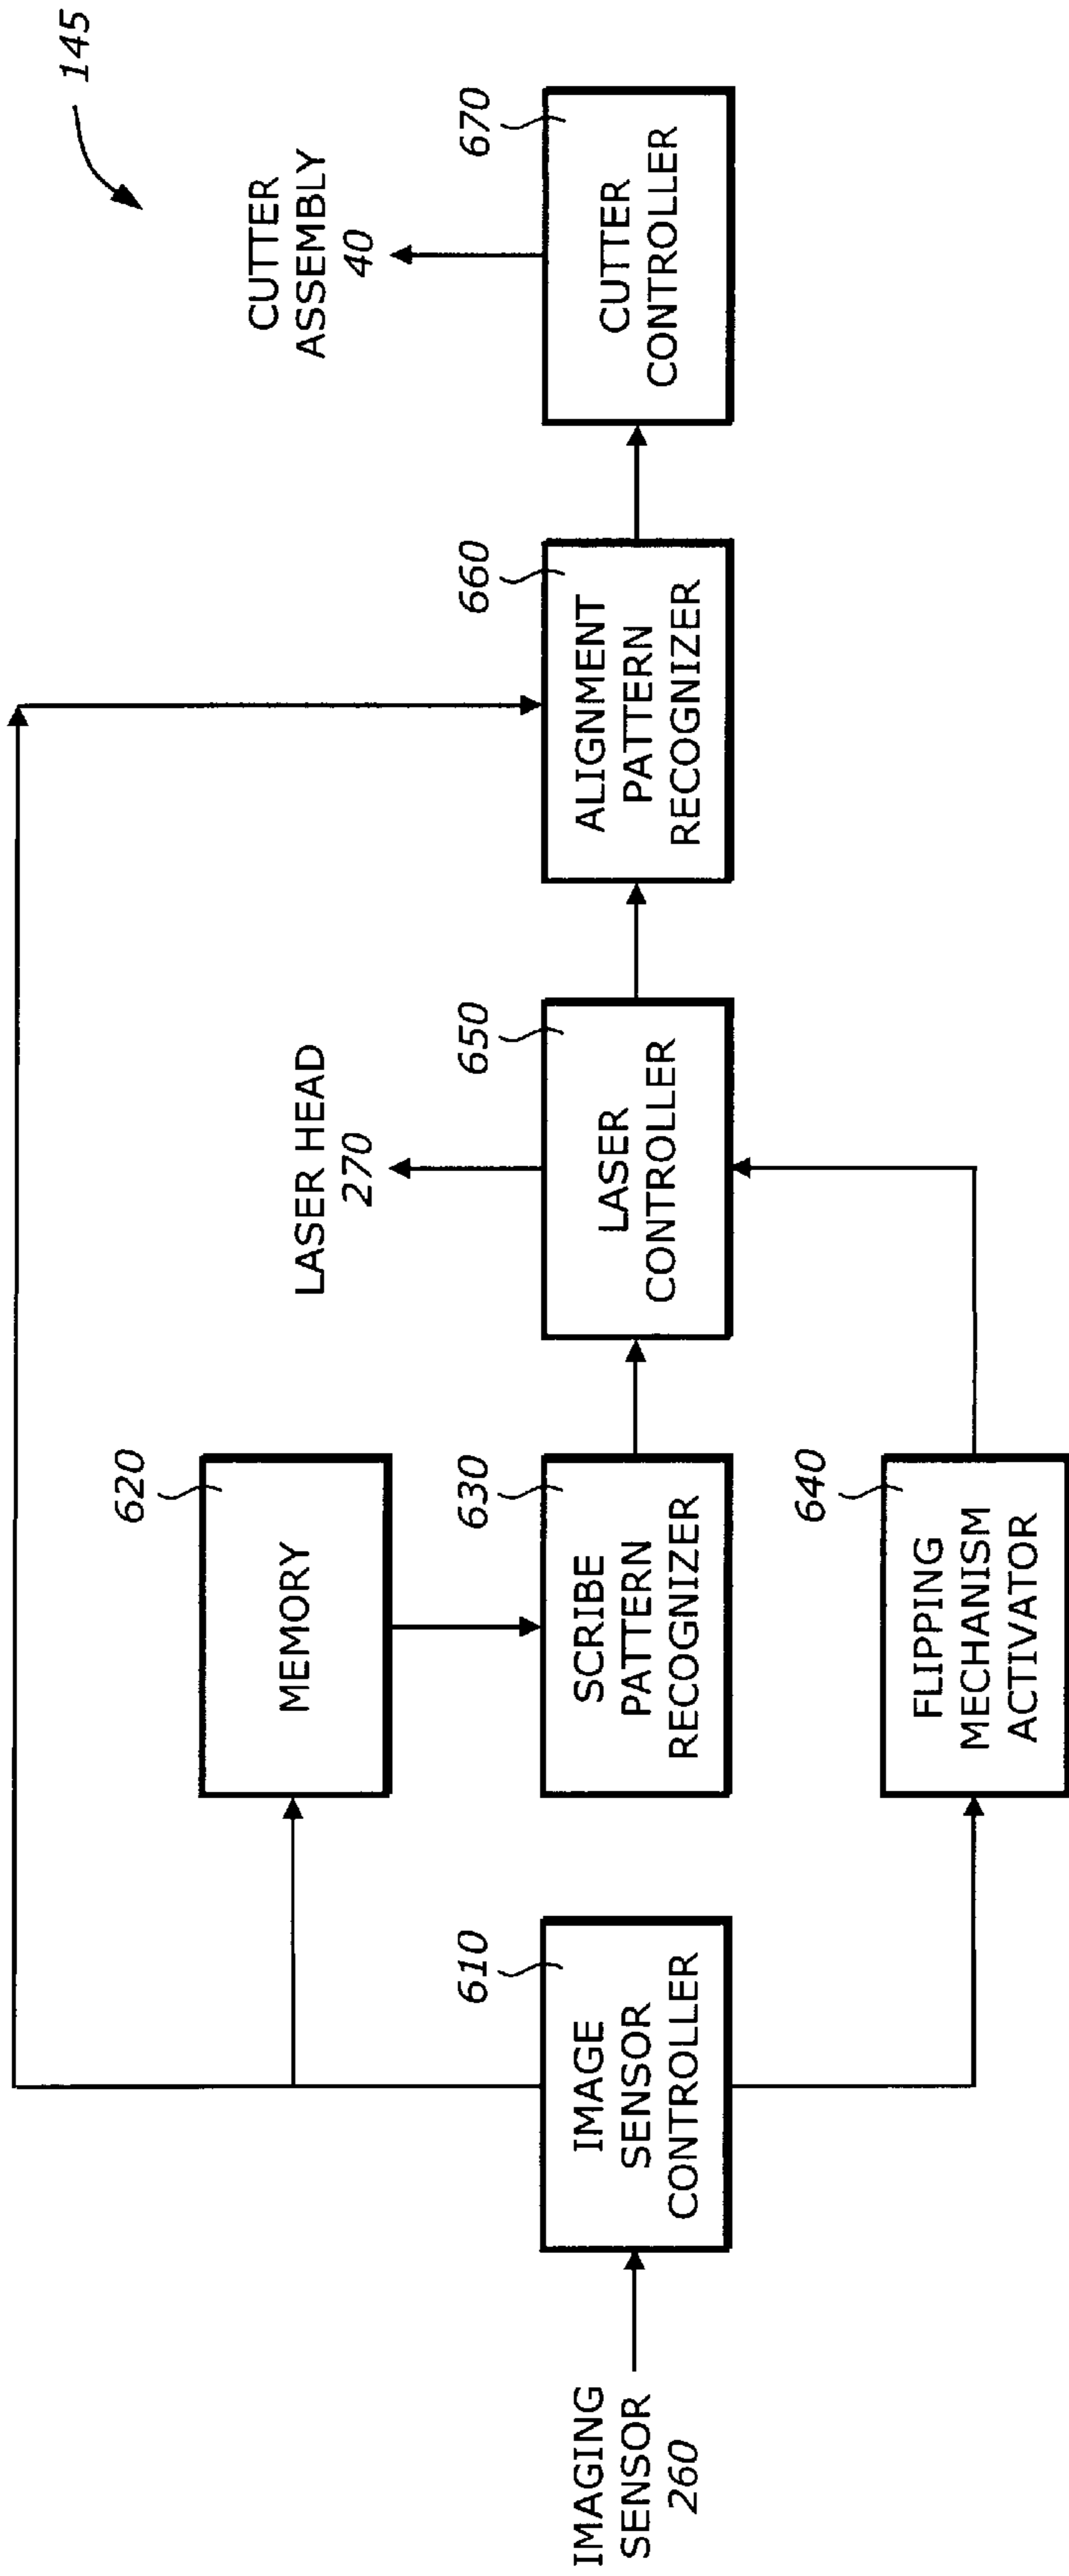 145
IMAGING
SENSOR
260
610
IMAGE
SENSOR
CONTROLLER
620
MEMORY
630
SCRIBE
PATTERN
RECOGNIZER
640
FLIPPING
MECHANISM
ACTIVATOR
LASER HEAD
270
650
LASER
CONTROLLER
660
ALIGNMENT
PATTERN
RECOGNIZER
CUTTER
ASSEMBLY
40
670
CUTTER
CONTROLLER